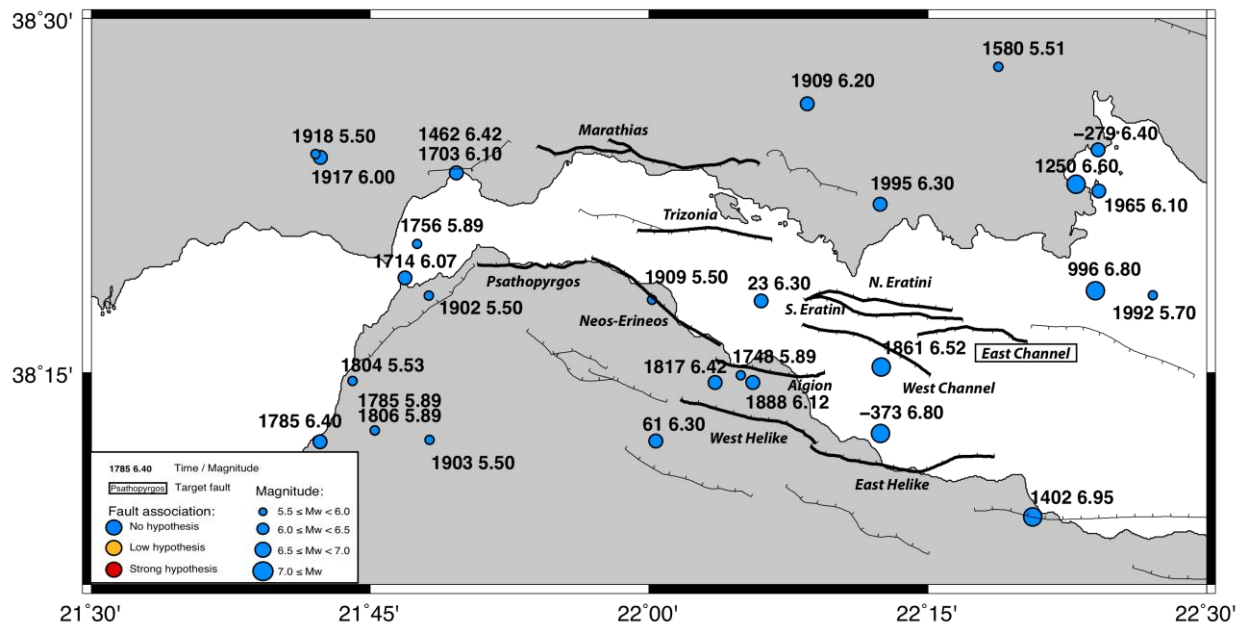 38°30'
1580 5.51
1909 6.20
1918 5.50
1462 6.42
Marathias
−279 6.40
1917 6.00
1703 6.10
1250 6.60
1995 6.30
1965 6.10
1756 5.89
Trizonia
1714 6.07
996 6.80
Psathopyrgos
1909 5.50
23 6.30
N. Eratini
1902 5.50
Neos-Erineos
S. Eratini
1992 5.70
1861 6.52
East Channel
1804 5.53
1817 6.42
1748 5.89
38°15'
Aigion
West Channel
1785 5.89
1888 6.12
1785 6.40
1806 5.89
61 6.30
West Helike
−373 6.80
1903 5.50
East Helike
1402 6.95
1785 6.40 Time / Magnitude
Psathopyrgos Target fault
Magnitude:
Fault association:
5.5 ≤ Mw < 6.0
No hypothesis
6.0 ≤ Mw < 6.5
Low hypothesis
6.5 ≤ Mw < 7.0
Strong hypothesis
7.0 ≤ Mw
21°30' 21°45' 22°00' 22°15' 22°30'